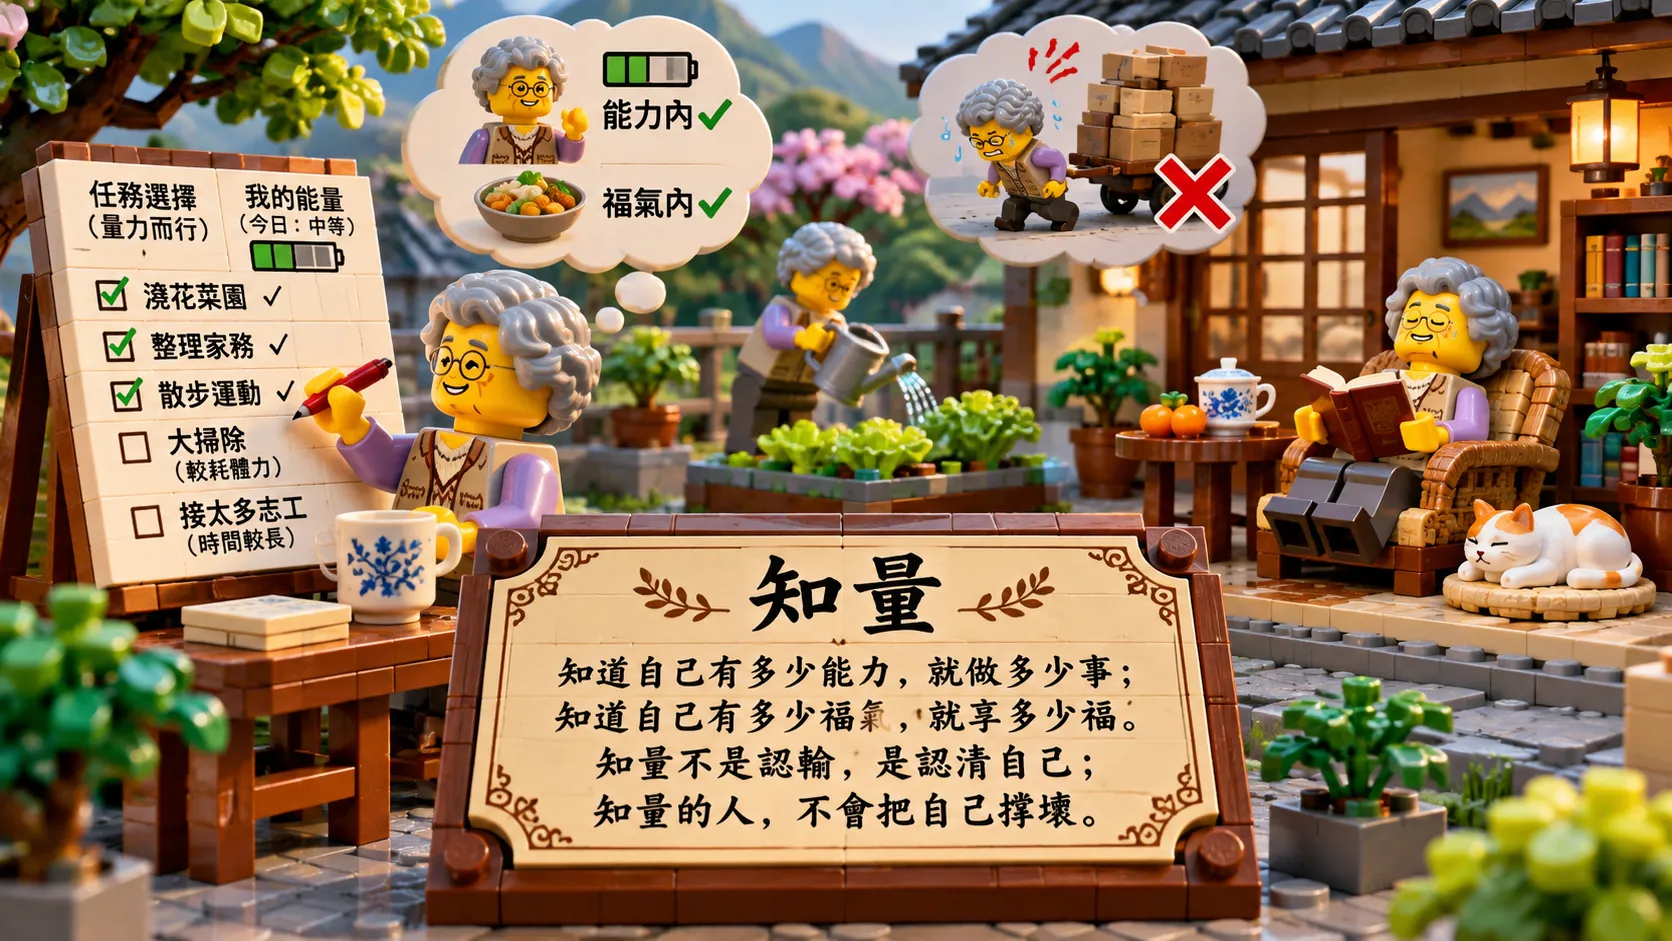 任務選擇
（量力而行）
我的能量
（今日：中等）
澆花菜園 ✓
整理家務 ✓
散步運動 ✓
大掃除
（較耗體力）
接太多志工
（時間較長）
能力內 ✓
福氣內 ✓
知量
知道自己有多少能力，就做多少事；
知道自己有多少福氣，就享多少福。
知量不是認輸，是認清自己；
知量的人，不會把自己撐壞。